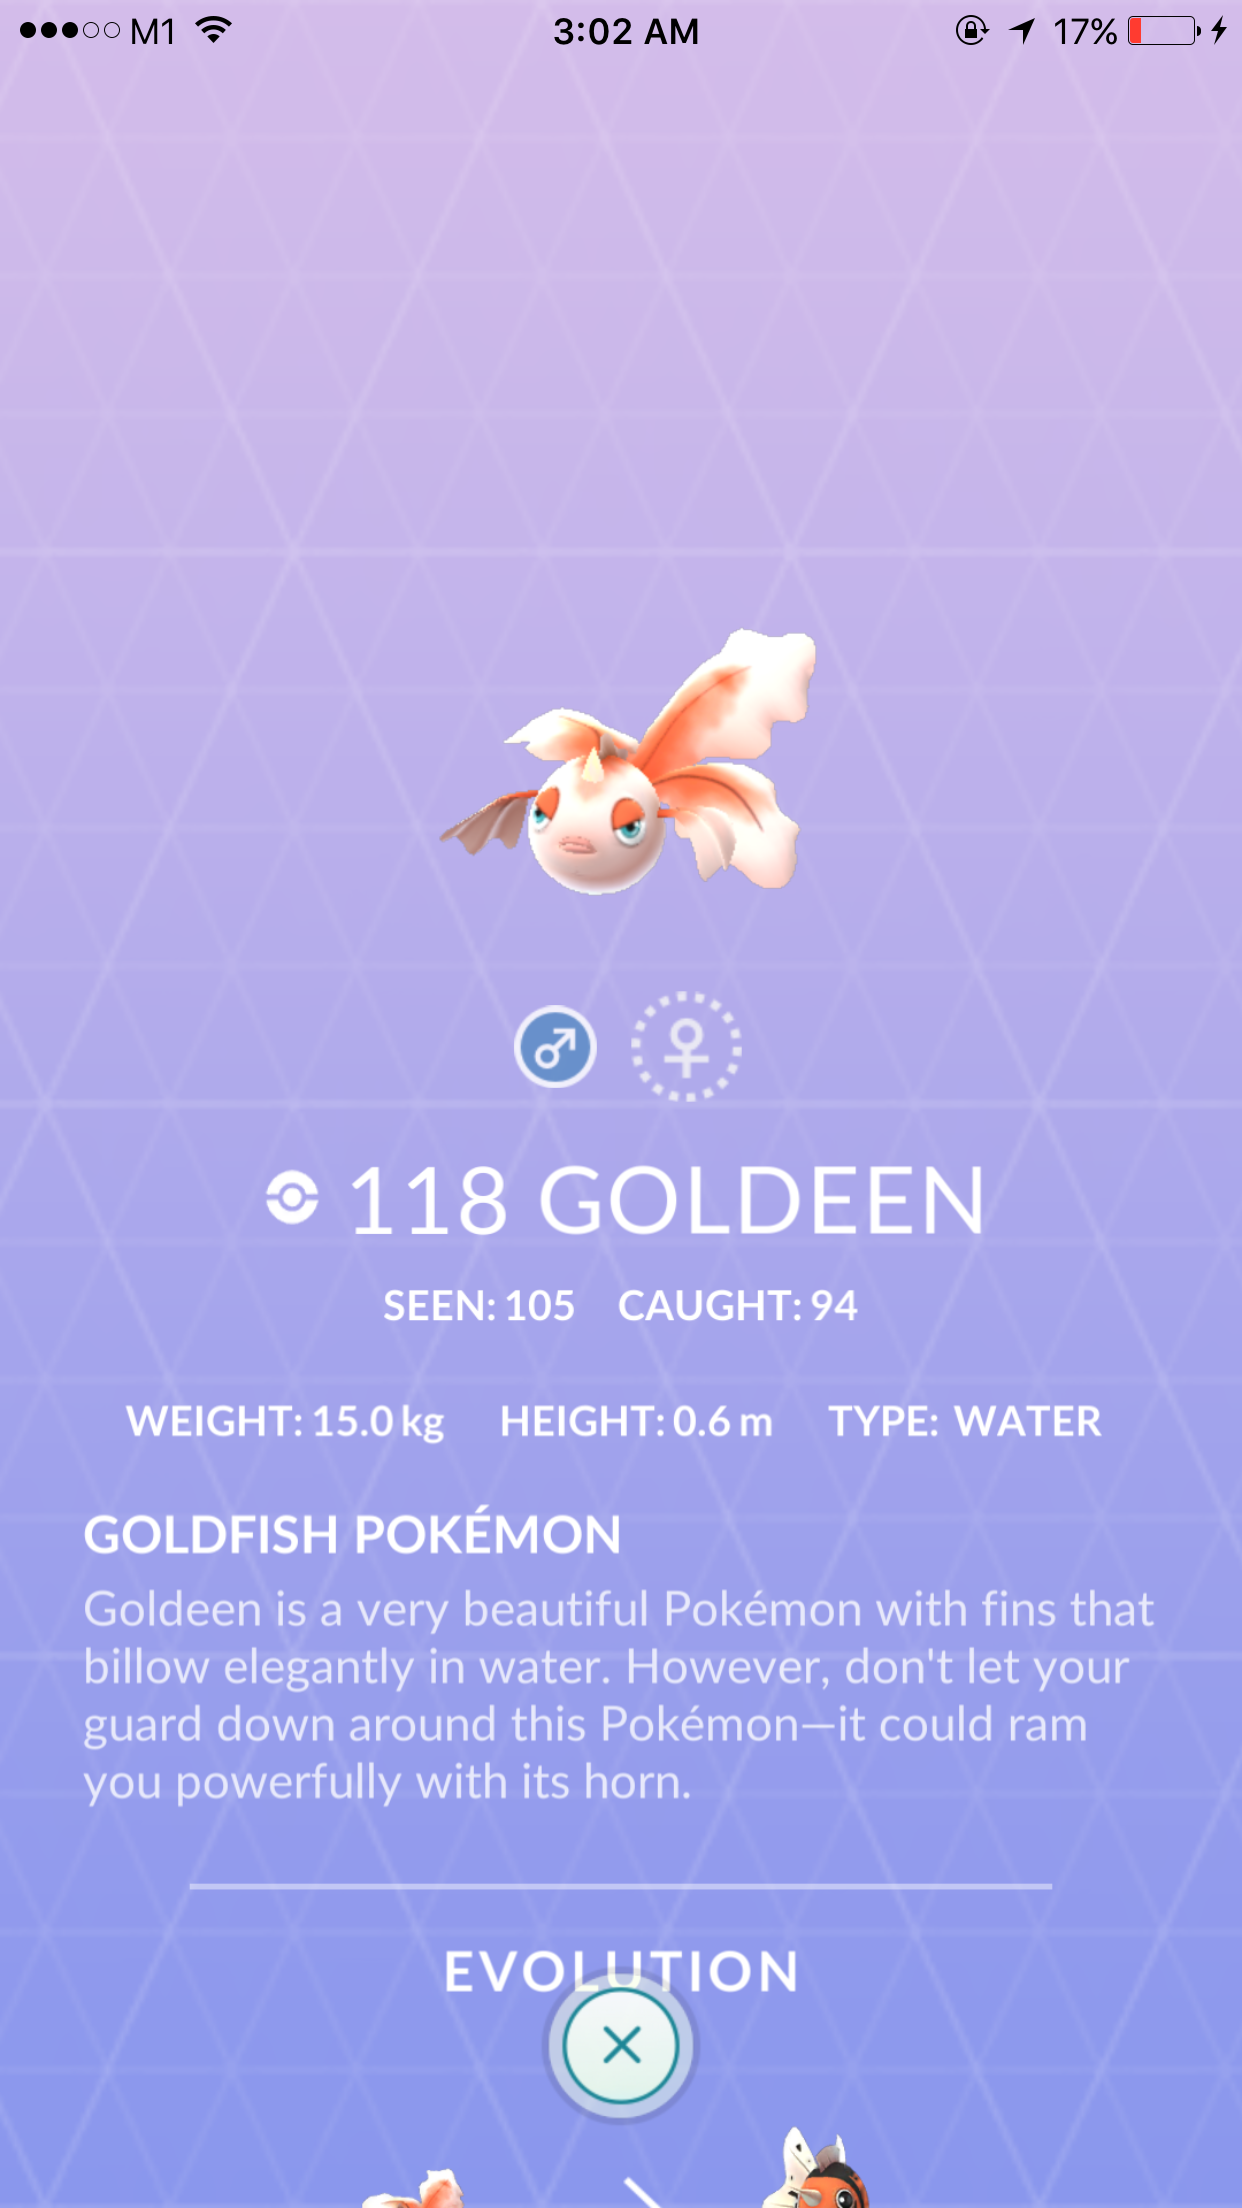 M1 3:02 AM 17%
118 GOLDEEN
SEEN: 105 CAUGHT: 94
WEIGHT: 15.0 kg HEIGHT: 0.6 m TYPE: WATER
GOLDFISH POKÉMON
Goldeen is a very beautiful Pokémon with fins that
billow elegantly in water. However, don't let your
guard down around this Pokémon—it could ram
you powerfully with its horn.
EVOLUTION